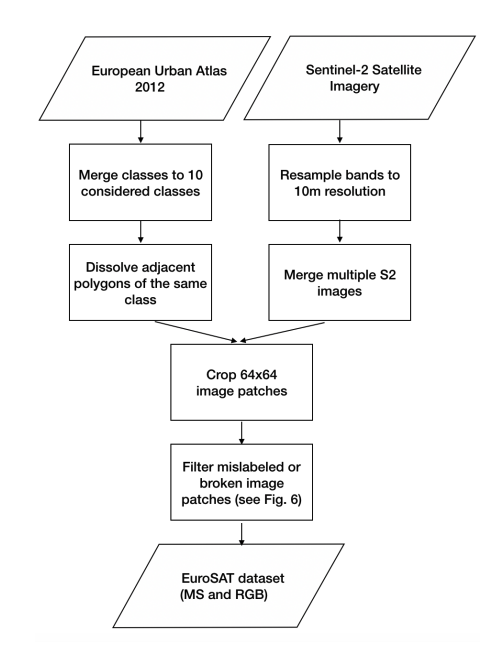 European Urban Atlas
2012
Sentinel-2 Satellite
Imagery
Merge classes to 10
considered classes
Resample bands to
10m resolution
Dissolve adjacent
polygons of the same
class
Merge multiple S2
images
Crop 64x64
image patches
Filter mislabeled or
broken image
patches (see Fig. 6)
EuroSAT dataset
(MS and RGB)